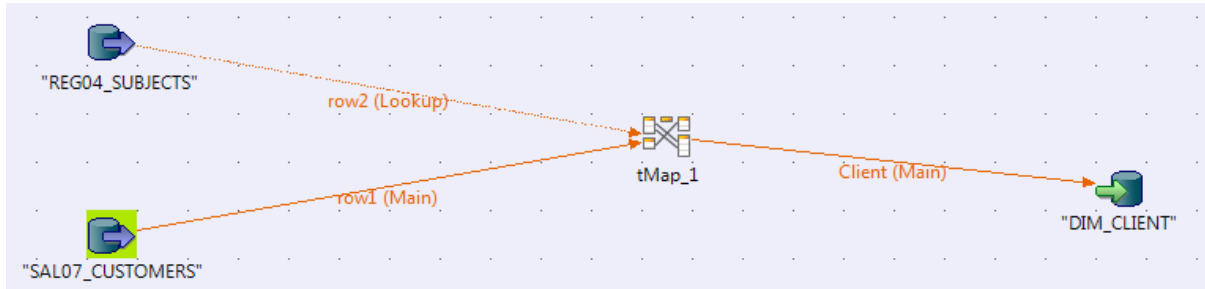 "REG04_SUBJECTS"
row2 (Lookup)
tMap_1
Client (Main)
row1 (Main)
"DIM_CLIENT"
"SAL07_CUSTOMERS"